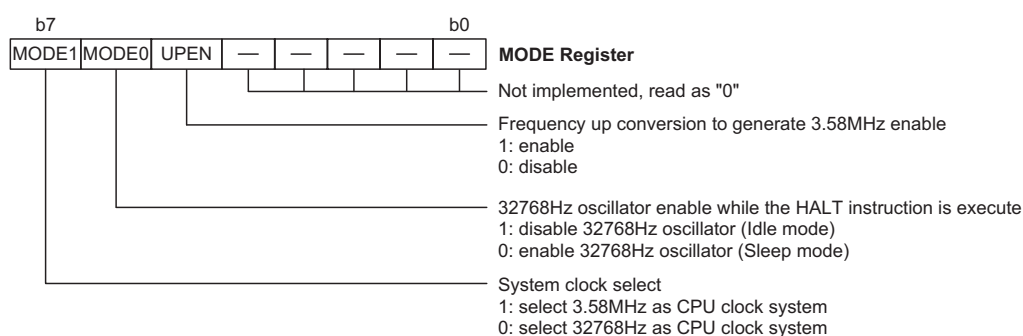 b7 b0
MODE1 MODE0 UPEN — — — — — MODE Register
Not implemented, read as "0"
Frequency up conversion to generate 3.58MHz enable
1: enable
0: disable
32768Hz oscillator enable while the HALT instruction is execute
1: disable 32768Hz oscillator (Idle mode)
0: enable 32768Hz oscillator (Sleep mode)
System clock select
1: select 3.58MHz as CPU clock system
0: select 32768Hz as CPU clock system